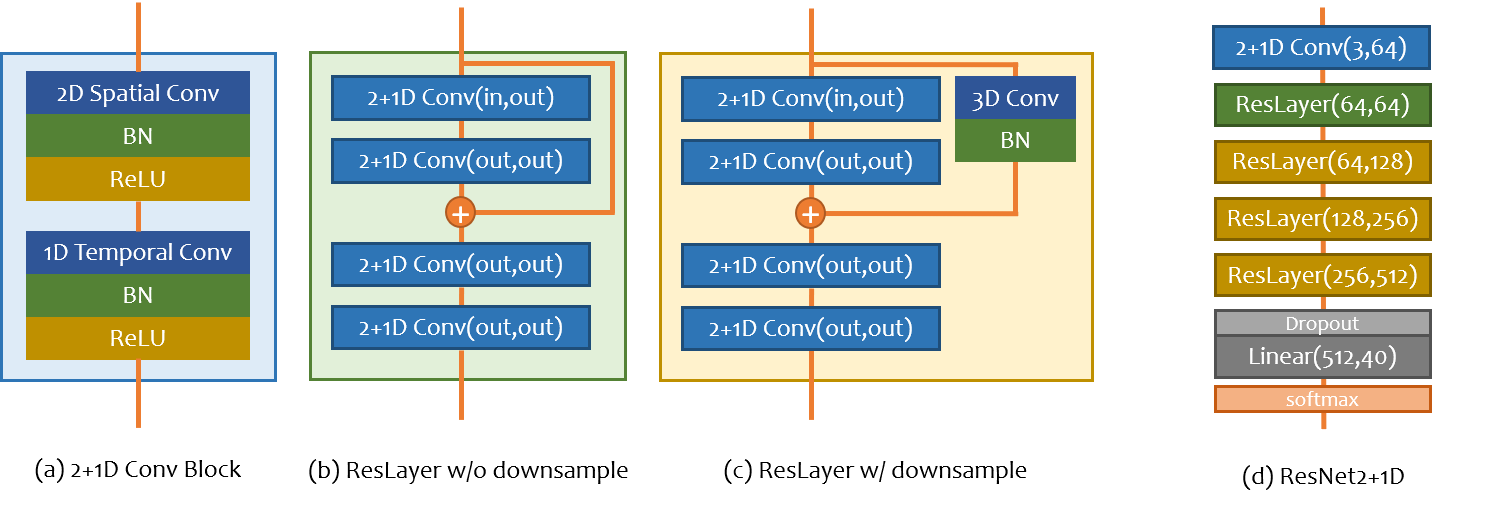 2D Spatial Conv
BN
ReLU
1D Temporal Conv
BN
ReLU
(a) 2+1D Conv Block
2+1D Conv(in,out)
2+1D Conv(out,out)
+
2+1D Conv(out,out)
2+1D Conv(out,out)
(b) ResLayer w/o downsample
2+1D Conv(in,out)
3D Conv
BN
2+1D Conv(out,out)
+
2+1D Conv(out,out)
2+1D Conv(out,out)
(c) ResLayer w/ downsample
2+1D Conv(3,64)
ResLayer(64,64)
ResLayer(64,128)
ResLayer(128,256)
ResLayer(256,512)
Dropout
Linear(512,40)
softmax
(d) ResNet2+1D